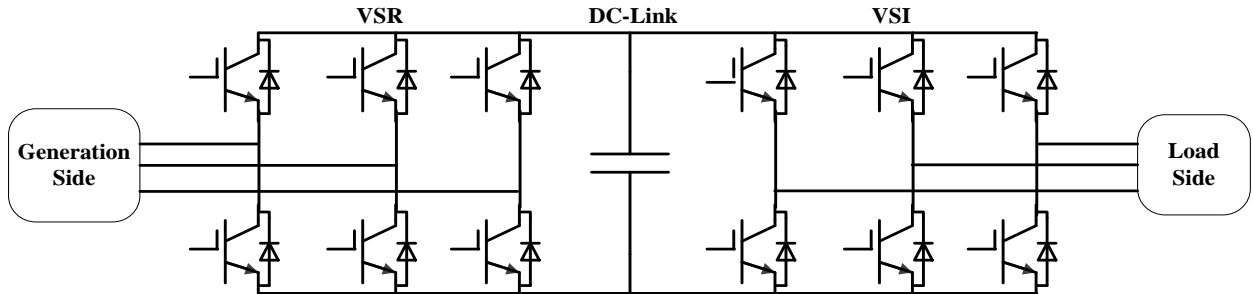 VSR
DC-Link
VSI
Generation
Side
Load
Side